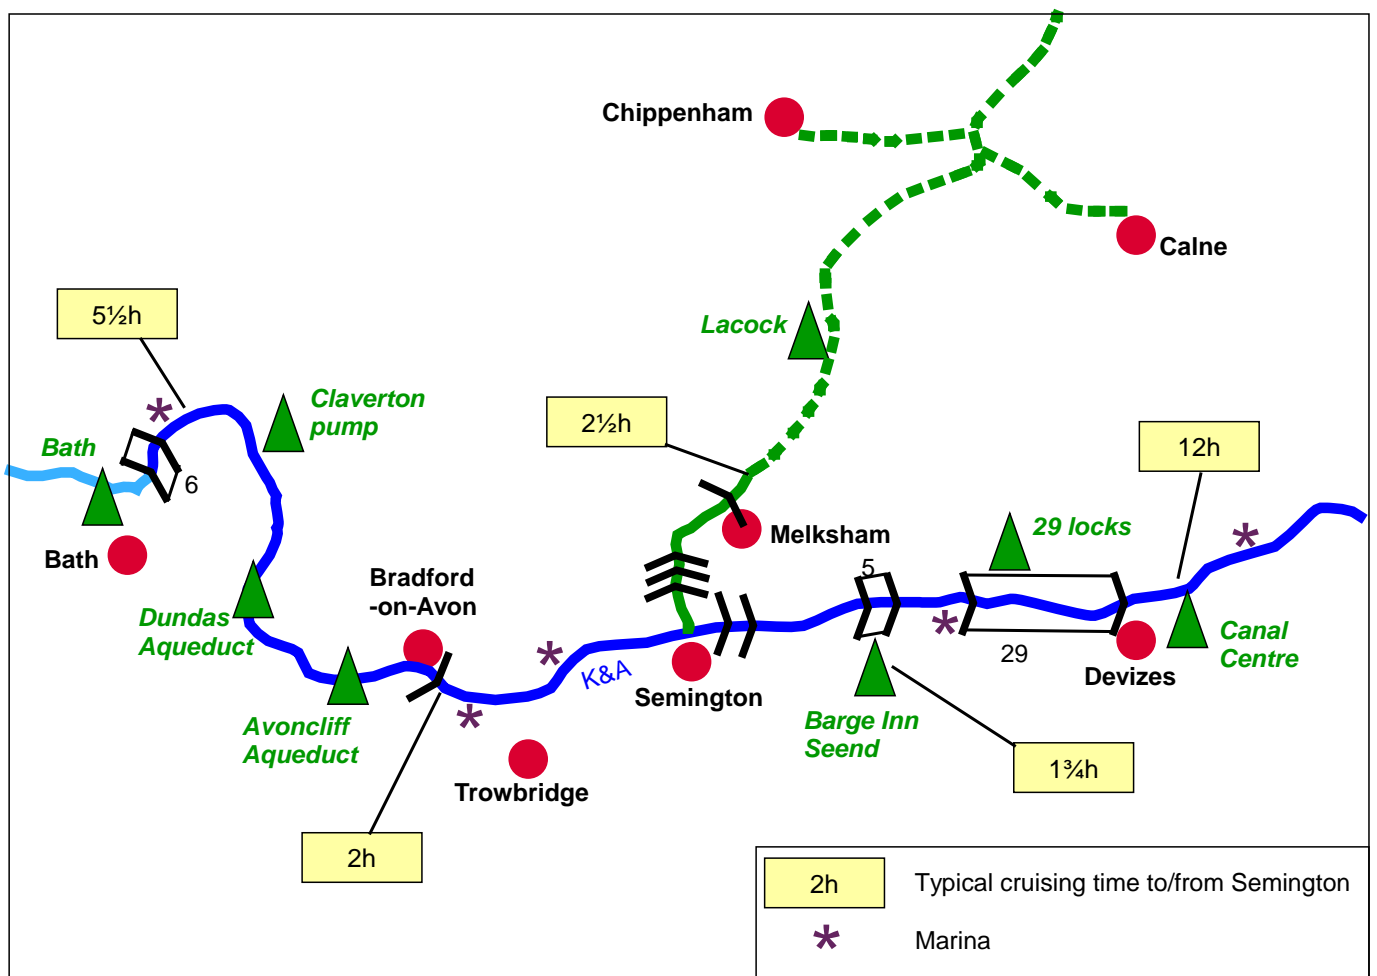 Chippenham
Calne
5½h
Lacock
Claverton
pump
2½h
Bath
12h
6
29 locks
Melksham
Bath
5
Bradford
-on-Avon
Dundas
Aqueduct
Canal
Centre
29
K&A
Devizes
Semington
Avoncliff
Aqueduct
Barge Inn
Seend
1¾h
Trowbridge
2h
2h
Typical cruising time to/from Semington
* Marina